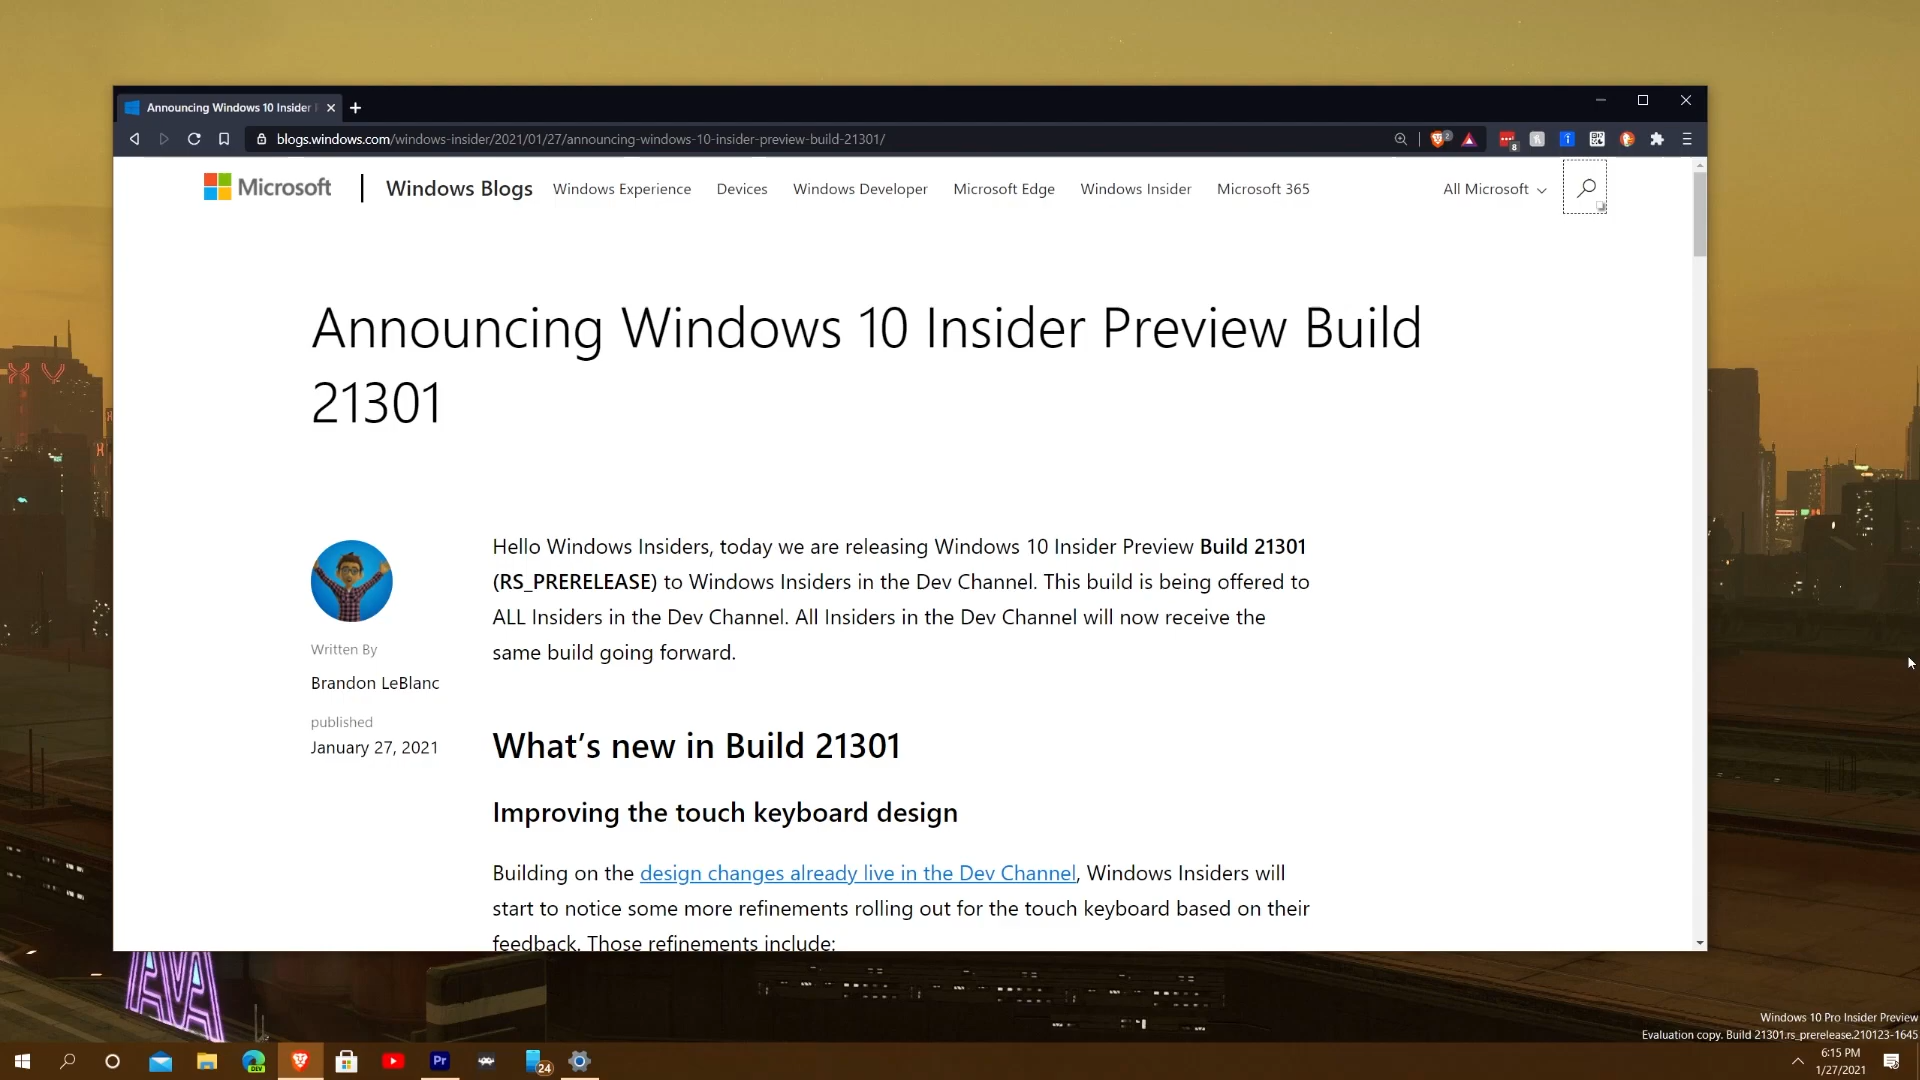 Announcing Windows 10 Insider
blogs.windows.com/windows-insider/2021/01/27/announcing-windows-10-insider-preview-build-21301/
2
8
Microsoft
Windows Blogs
Windows Experience
Devices
Windows Developer
Microsoft Edge
Windows Insider
Microsoft 365
All Microsoft
Announcing Windows 10 Insider Preview Build
21301
Written By
Brandon LeBlanc
published
January 27, 2021
Hello Windows Insiders, today we are releasing Windows 10 Insider Preview Build 21301
(RS_PRERELEASE) to Windows Insiders in the Dev Channel. This build is being offered to
ALL Insiders in the Dev Channel. All Insiders in the Dev Channel will now receive the
same build going forward.
What's new in Build 21301
Improving the touch keyboard design
Building on the design changes already live in the Dev Channel, Windows Insiders will
start to notice some more refinements rolling out for the touch keyboard based on their
feedback. Those refinements include:
Windows 10 Pro Insider Preview
Evaluation copy. Build 21301.rs_prerelease.210123-1645
DEV
Pr
24
6:15 PM
1/27/2021